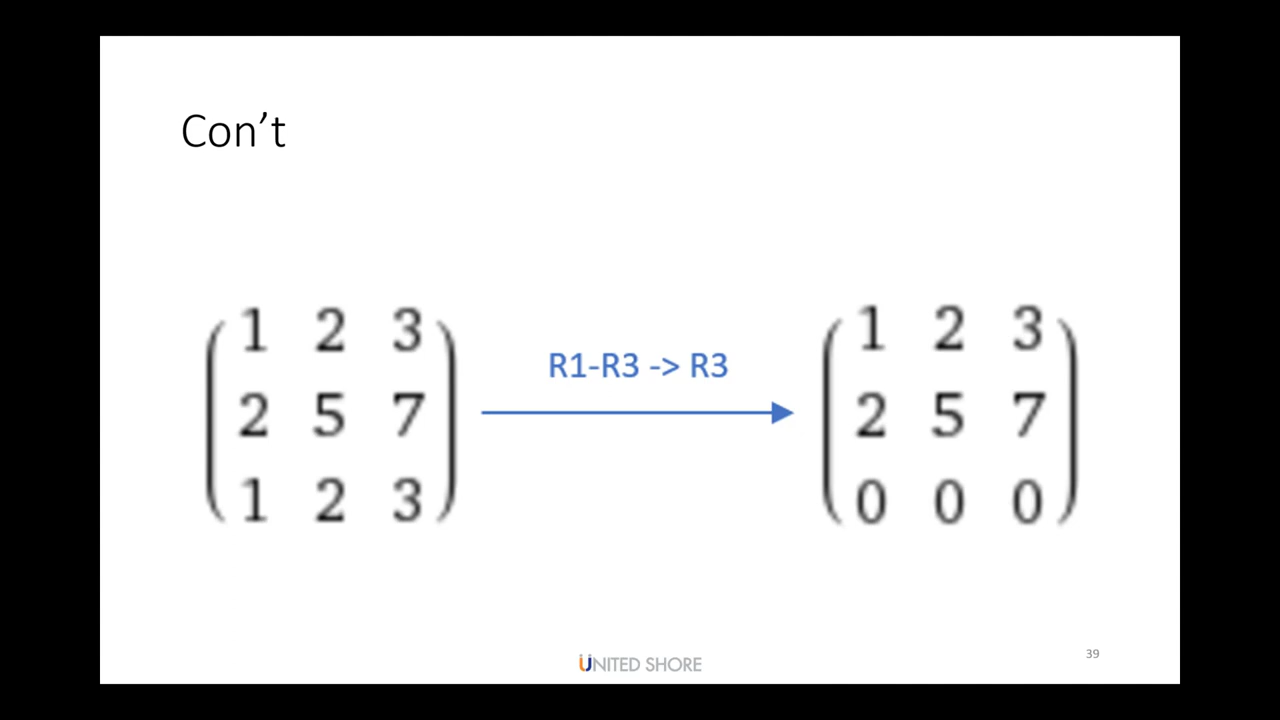 Con’t
1 2 3
2 5 7
1 2 3
R1-R3 -> R3
1 2 3
2 5 7
0 0 0
UNITED SHORE
39